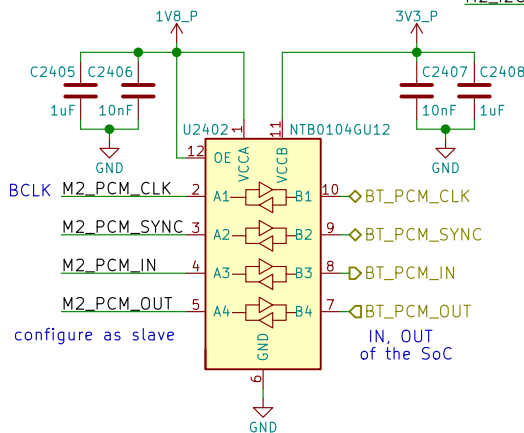 1V8_P
3V3_P
C2405
C2406
C2407
C2408
1uF
10nF
10nF
1uF
GND
GND
U2402
NTB0104GU12
1
11
VCCA
VCCB
12
OE
BCLK
M2_PCM_CLK
2
A1
B1
10
BT_PCM_CLK
M2_PCM_SYNC
3
A2
B2
9
BT_PCM_SYNC
M2_PCM_IN
4
A3
B3
8
BT_PCM_IN
M2_PCM_OUT
5
A4
B4
7
BT_PCM_OUT
configure as slave
IN, OUT
of the SoC
GND
6
GND